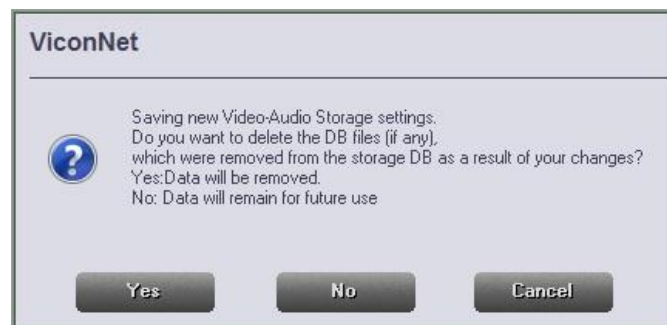 ViconNet
Saving new Video-Audio Storage settings.
Do you want to delete the DB files (if any),
which were removed from the storage DB as a result of your changes?
Yes:Data will be removed.
No: Data will remain for future use
Yes
No
Cancel